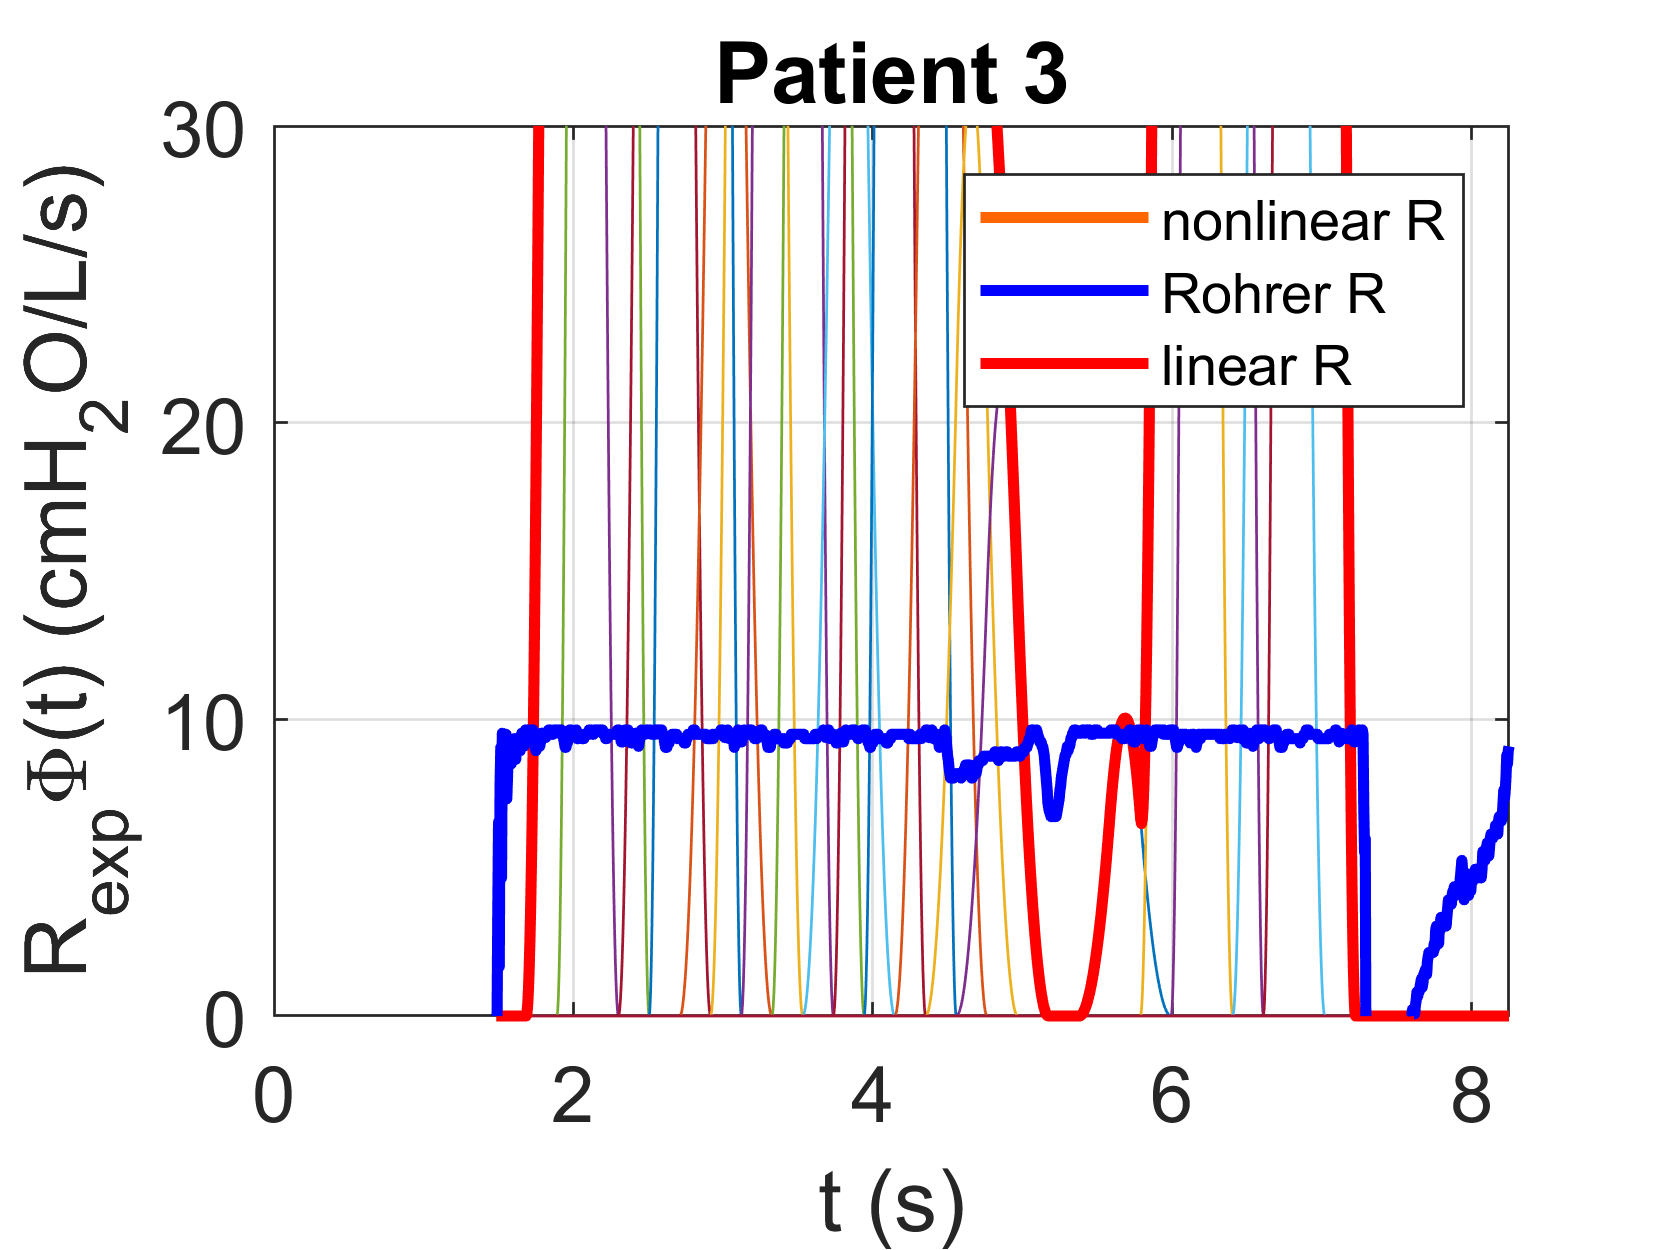 Patient 3
R_exp Φ(t) (cmH_2O/L/s)
30
20
10
0
nonlinear R
Rohrer R
linear R
0 2 4 6 8
t (s)